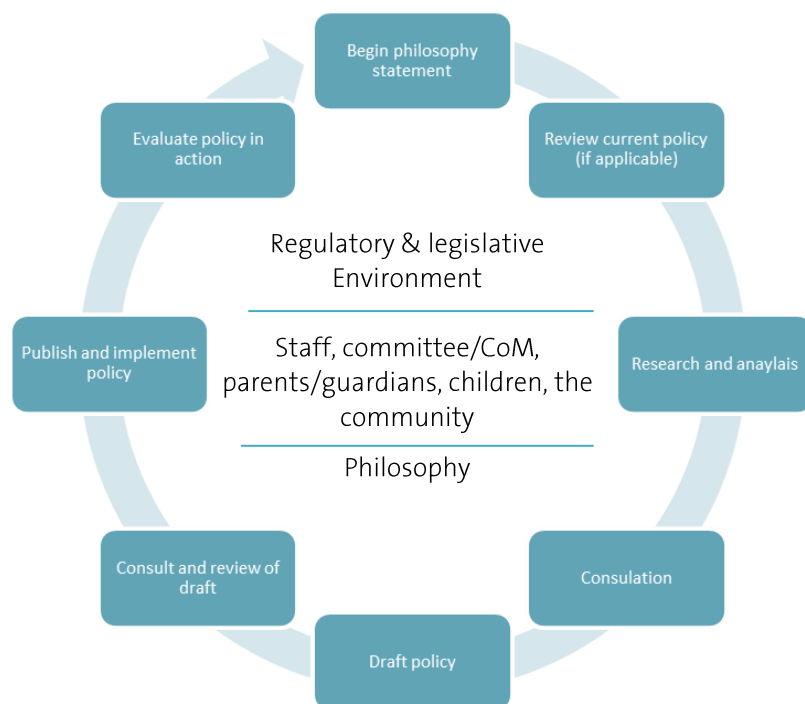 Begin philosophy
statement
Review current policy
(if applicable)
Research and anaylais
Consulation
Draft policy
Consult and review of
draft
Publish and implement
policy
Evaluate policy in
action
Regulatory & legislative
Environment
Staff, committee/CoM,
parents/guardians, children, the
community
Philosophy